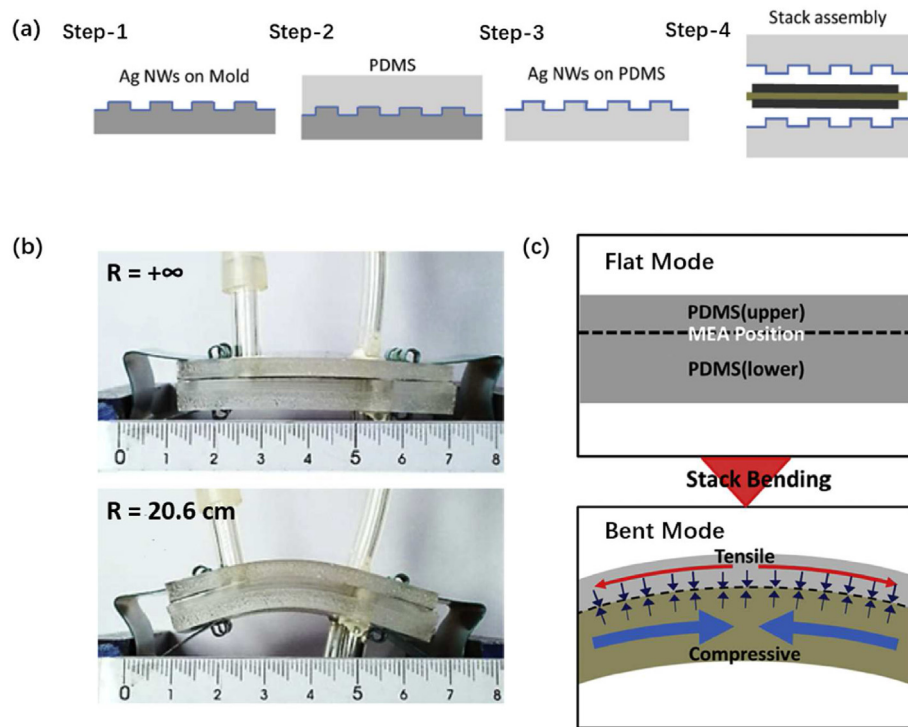 (a)
Step-1
Step-2
Step-3
Step-4
Stack assembly
Ag NWs on Mold
PDMS
Ag NWs on PDMS
(b)
R = +∞
0 1 2 3 4 5 6 7 8
R = 20.6 cm
0 1 2 3 4 5 6 7 8
(c)
Flat Mode
PDMS(upper)
MEA Position
PDMS(lower)
Stack Bending
Bent Mode
Tensile
Compressive